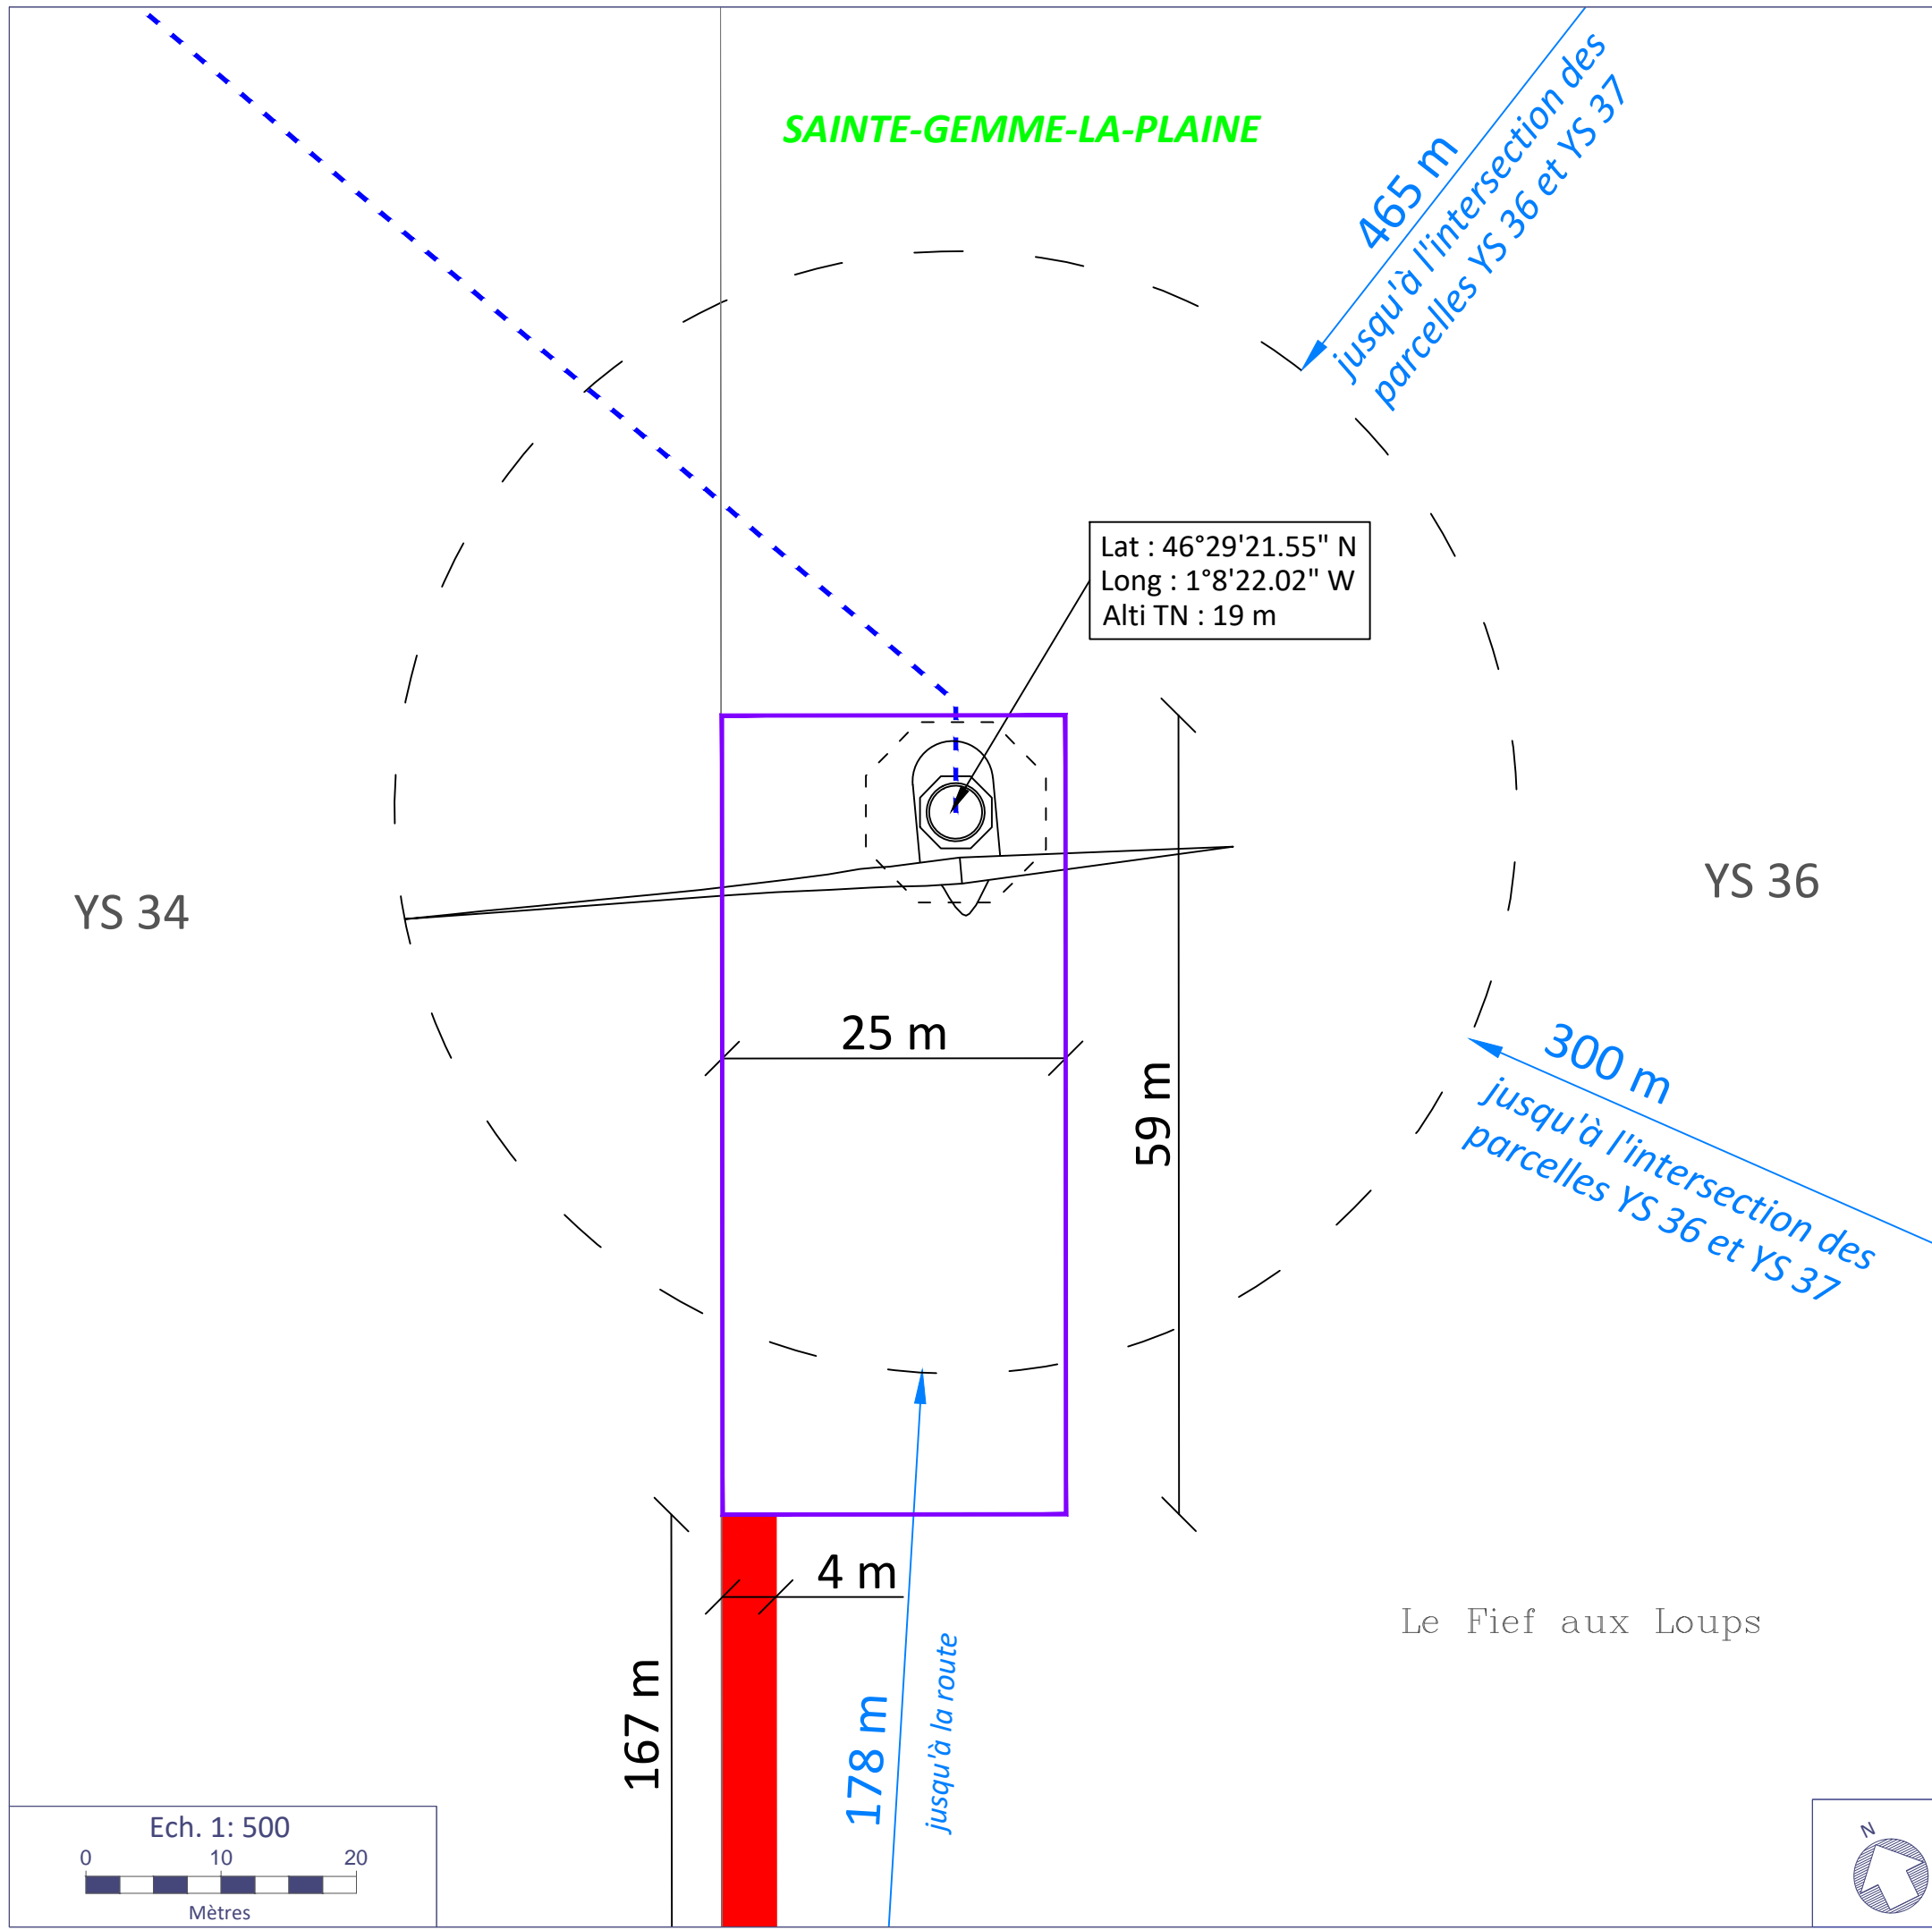 SAINTE-GEMME-LA-PLAINE
465 m
jusqu'à l'intersection des
parcelles YS 36 et YS 37
Lat : 46°29'21.55" N
Long : 1°8'22.02" W
Alti TN : 19 m
YS 34
YS 36
25 m
59 m
300 m
jusqu'à l'intersection des
parcelles YS 36 et YS 37
4 m
167 m
178 m
jusqu'à la route
Le Fief aux Loups
Ech. 1: 500
0 10 20
Mètres
N